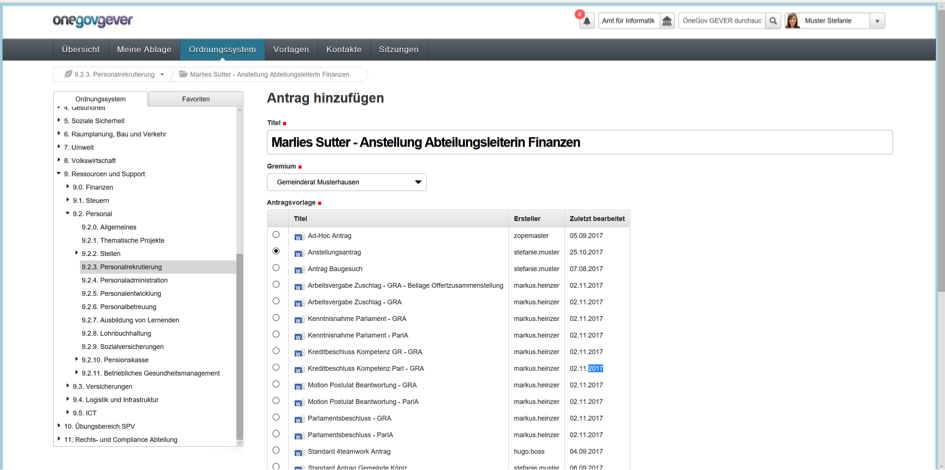 onegovgever
4
Amt für Informatik
OneGov GEVER durchsuc
Muster Stefanie
Übersicht Meine Ablage Ordnungssystem Vorlagen Kontakte Sitzungen
9.2.3. Personalrekrutierung
Marlies Sutter - Anstellung Abteilungsleiterin Finanzen
Ordnungssystem
Favoriten
4. Gesundheit
5. Soziale Sicherheit
6. Raumplanung, Bau und Verkehr
7. Umwelt
8. Volkswirtschaft
9. Ressourcen und Support
9.0. Finanzen
9.1. Steuern
9.2. Personal
9.2.0. Allgemeines
9.2.1. Thematische Projekte
9.2.2. Stellen
9.2.3. Personalrekrutierung
9.2.4. Personaladministration
9.2.5. Personalentwicklung
9.2.6. Personalbetreuung
9.2.7. Ausbildung von Lernenden
9.2.8. Lohnbuchhaltung
9.2.9. Sozialversicherungen
9.2.10. Pensionskasse
9.2.11. Betriebliches Gesundheitsmanagement
9.3. Versicherungen
9.4. Logistik und Infrastruktur
9.5. ICT
10. Übungsbereich SPV
11. Rechts- und Compliance Abteilung
Antrag hinzufügen
Titel
Marlies Sutter - Anstellung Abteilungsleiterin Finanzen
Gremium
Gemeinderat Musterhausen
Antragsvorlage
Titel Ersteller Zuletzt bearbeitet
Ad-Hoc Antrag zopemaster 05.09.2017
Anstellungsantrag stefanie.muster 25.10.2017
Antrag Baugesuch stefanie.muster 07.08.2017
Arbeitsvergabe Zuschlag - GRA - Beilage Offertzusammenstellung markus.heinzer 02.11.2017
Arbeitsvergabe Zuschlag - GRA markus.heinzer 02.11.2017
Kenntnisnahme Parlament - GRA markus.heinzer 02.11.2017
Kenntnisnahme Parlament - ParlA markus.heinzer 02.11.2017
Kreditbeschluss Kompetenz GR - GRA markus.heinzer 02.11.2017
Kreditbeschluss Kompetenz Parl - GRA markus.heinzer 02.11.2017
Motion Postulat Beantwortung - GRA markus.heinzer 02.11.2017
Motion Postulat Beantwortung - ParlA markus.heinzer 02.11.2017
Parlamentsbeschluss - GRA markus.heinzer 02.11.2017
Parlamentsbeschluss - ParlA markus.heinzer 02.11.2017
Standard 4teamwork Antrag hugo.boss 04.09.2017
Standard Antrag Gemeinde Köniz stefanie.muster 06.09.2017